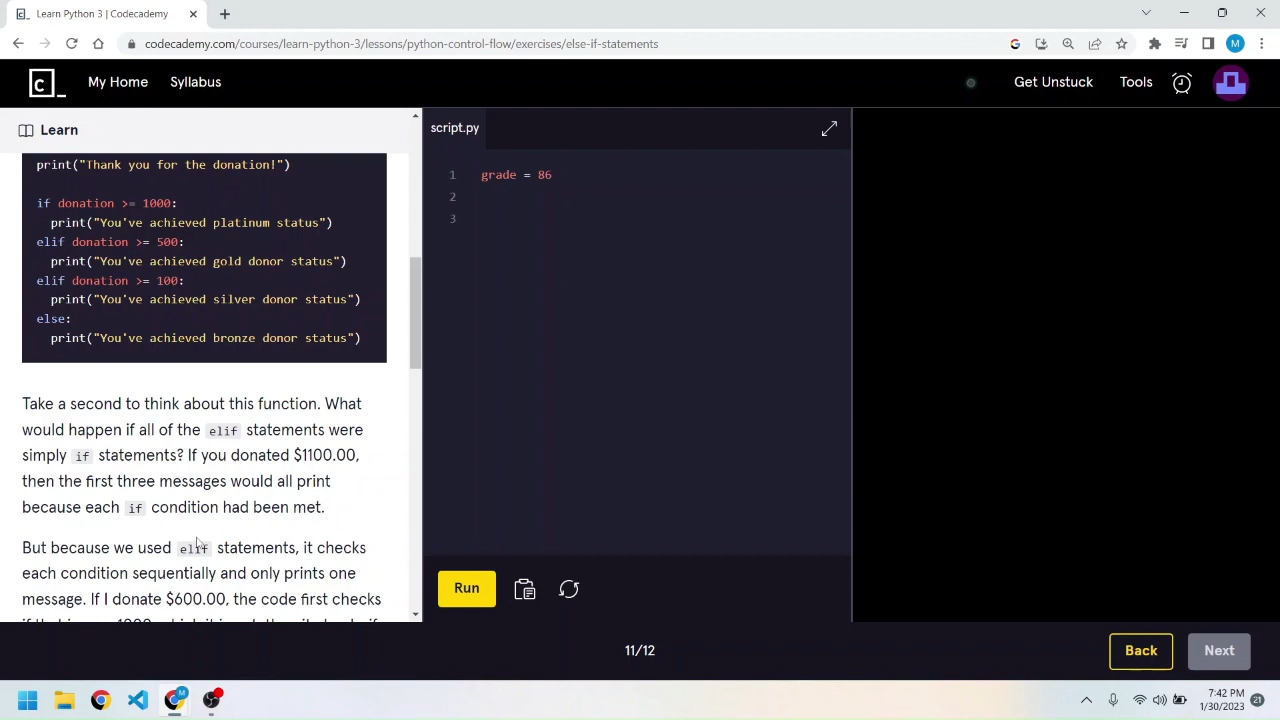 Learn Python 3 | Codecademy
codecademy.com/courses/learn-python-3/lessons/python-control-flow/exercises/else-if-statements
M
C_
My Home
Syllabus
Get Unstuck
Tools
Learn
print("Thank you for the donation!")
if donation >= 1000:
print("You've achieved platinum status")
elif donation >= 500:
print("You've achieved gold donor status")
elif donation >= 100:
print("You've achieved silver donor status")
else:
print("You've achieved bronze donor status")
Take a second to think about this function. What
would happen if all of the elif statements were
simply if statements? If you donated $1100.00,
then the first three messages would all print
because each if condition had been met.
But because we used elif statements, it checks
each condition sequentially and only prints one
message. If I donate $600.00, the code first checks
script.py
1 grade = 86
2
3
Run
11/12
Back
Next
7:42 PM
1/30/2023
21